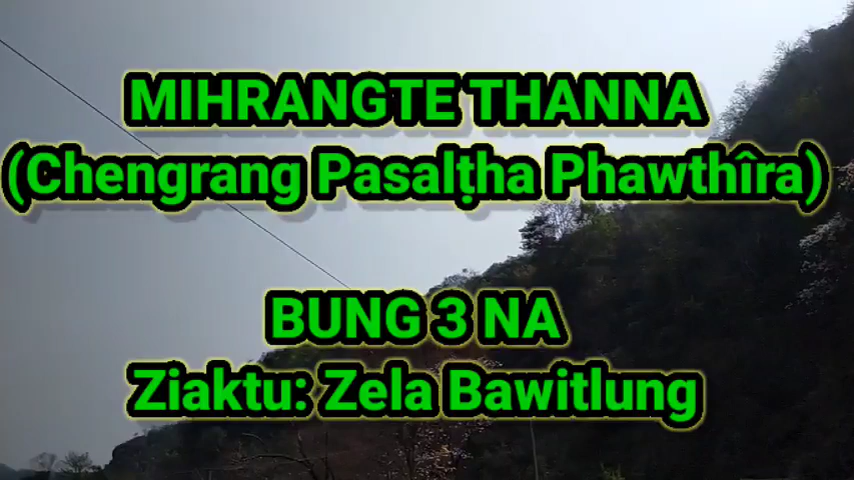 MIHRANGTE THANNA
(Chengrang Pasalṭha Phawthîra)
BUNG 3 NA
Ziaktu: Zela Bawitlung